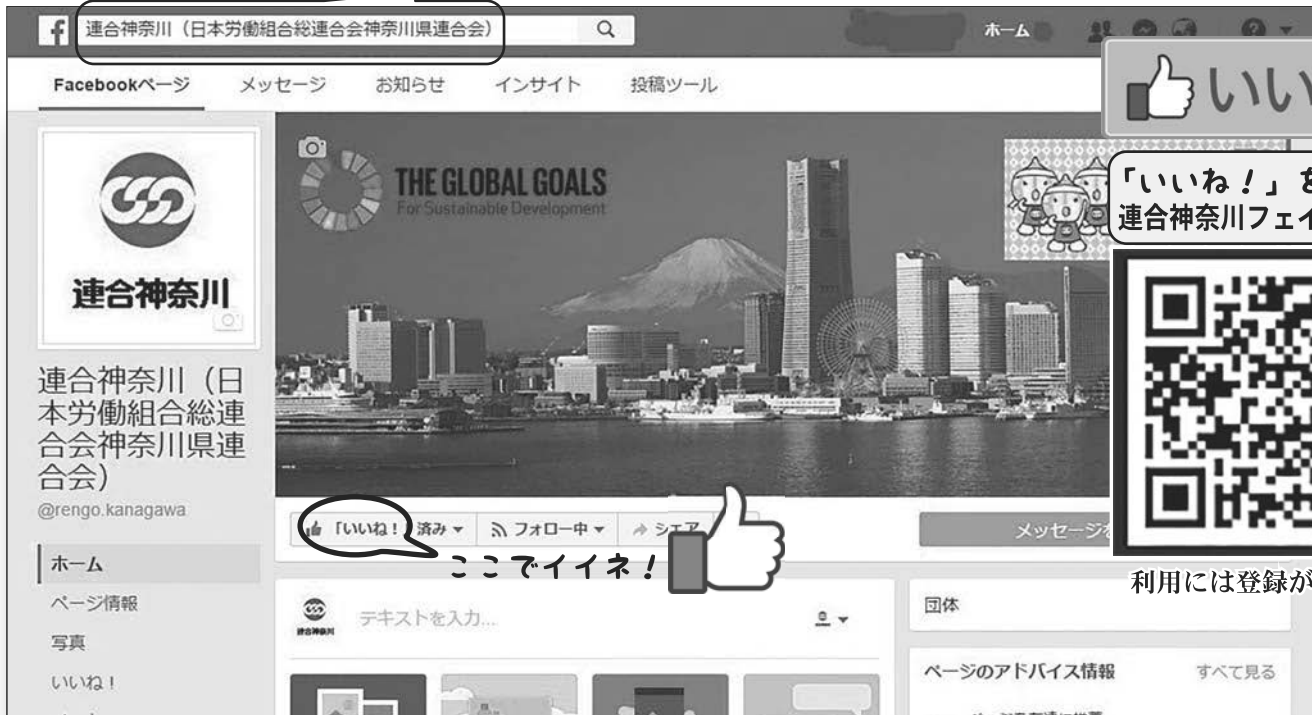 連合神奈川（日本労働組合総連合会神奈川県連合会）
ホーム
Facebookページ
メッセージ
お知らせ
インサイト
投稿ツール
いい
THE GLOBAL GOALS
For Sustainable Development
「いいね！」を
連合神奈川フェイ
連合神奈川
連合神奈川（日
本労働組合総連
合会神奈川県連
合会）
@rengo.kanagawa
「いいね！」済み
フォロー中
シェア
メッセージを
ここでイイネ！
利用には登録が
ホーム
ページ情報
写真
いいね！
連合神奈川
テキストを入力...
団体
ページのアドバイス情報
すべて見る